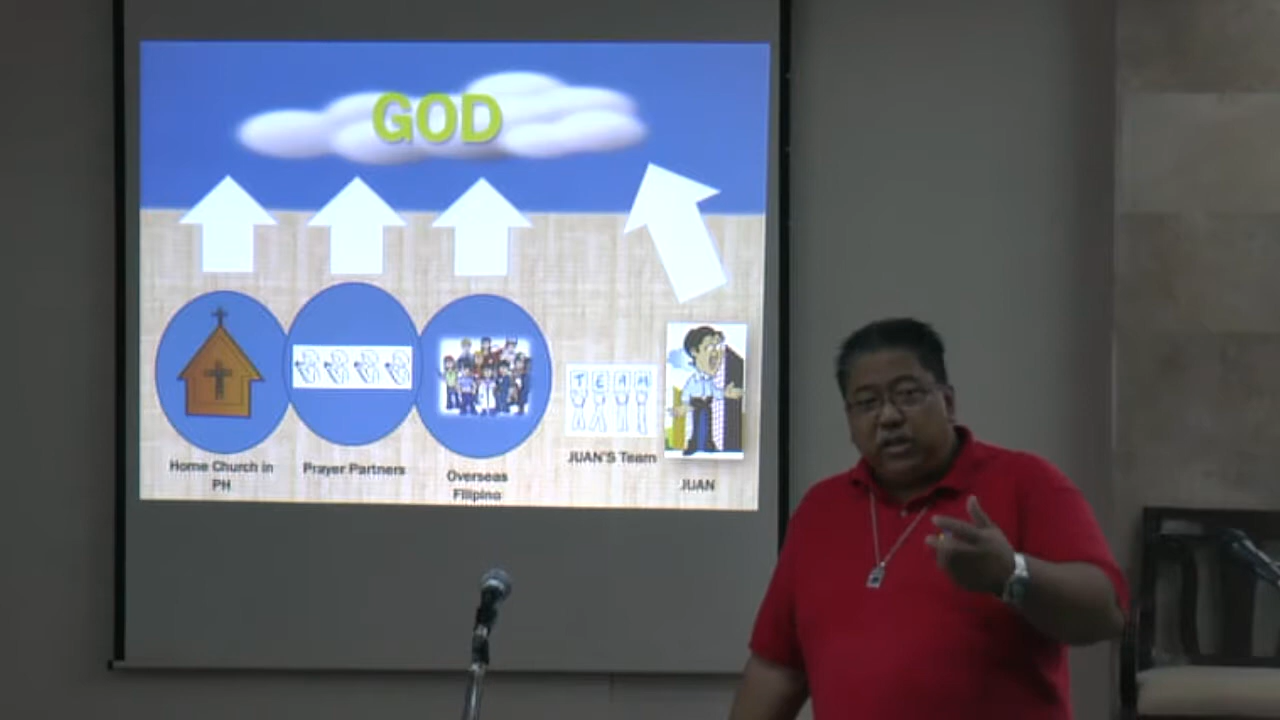 GOD
TEAM
Home Church in
PH
Prayer Partners
Overseas
Filipino
JUAN'S Team
JUAN